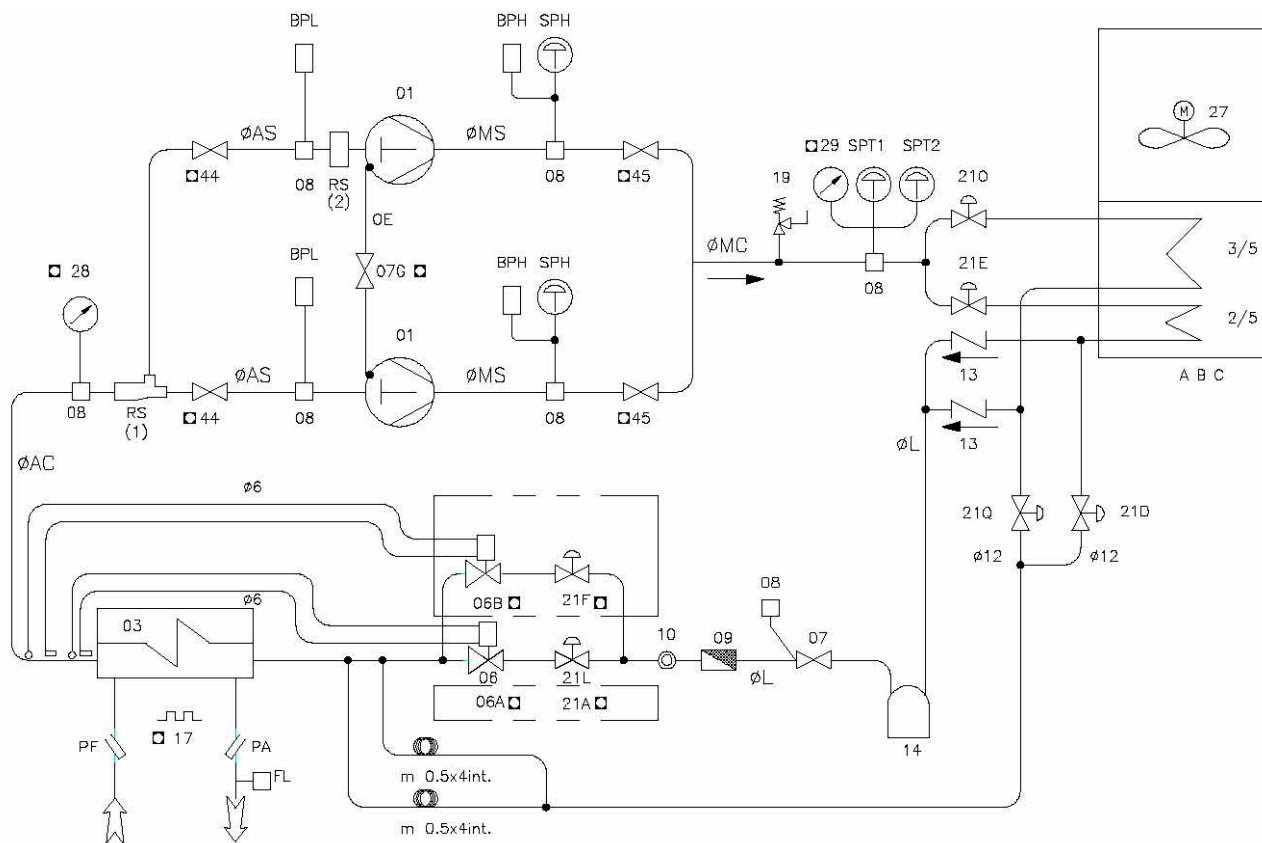 BPL
BPH SPH
01
ØAS
ØMS
◘44
08
RS
(2)
08
◘45
OE
◘29 SPT1 SPT2
19
21O
M 27
ØMC
08
21E
3/5
2/5
A B C
◘ 28
BPL
07G ◘
BPH SPH
01
ØAS
ØMS
08
RS
(1)
◘44
08
08
◘45
13
13
ØL
ØAC
ø6
21Q
21D
ø12
ø12
06B◘
21F◘
ø6
03
06
21L
10
09
08
07
ØL
06A◘
21A◘
14
PF
◘ 17
PA
FL
m 0.5x4int.
m 0.5x4int.